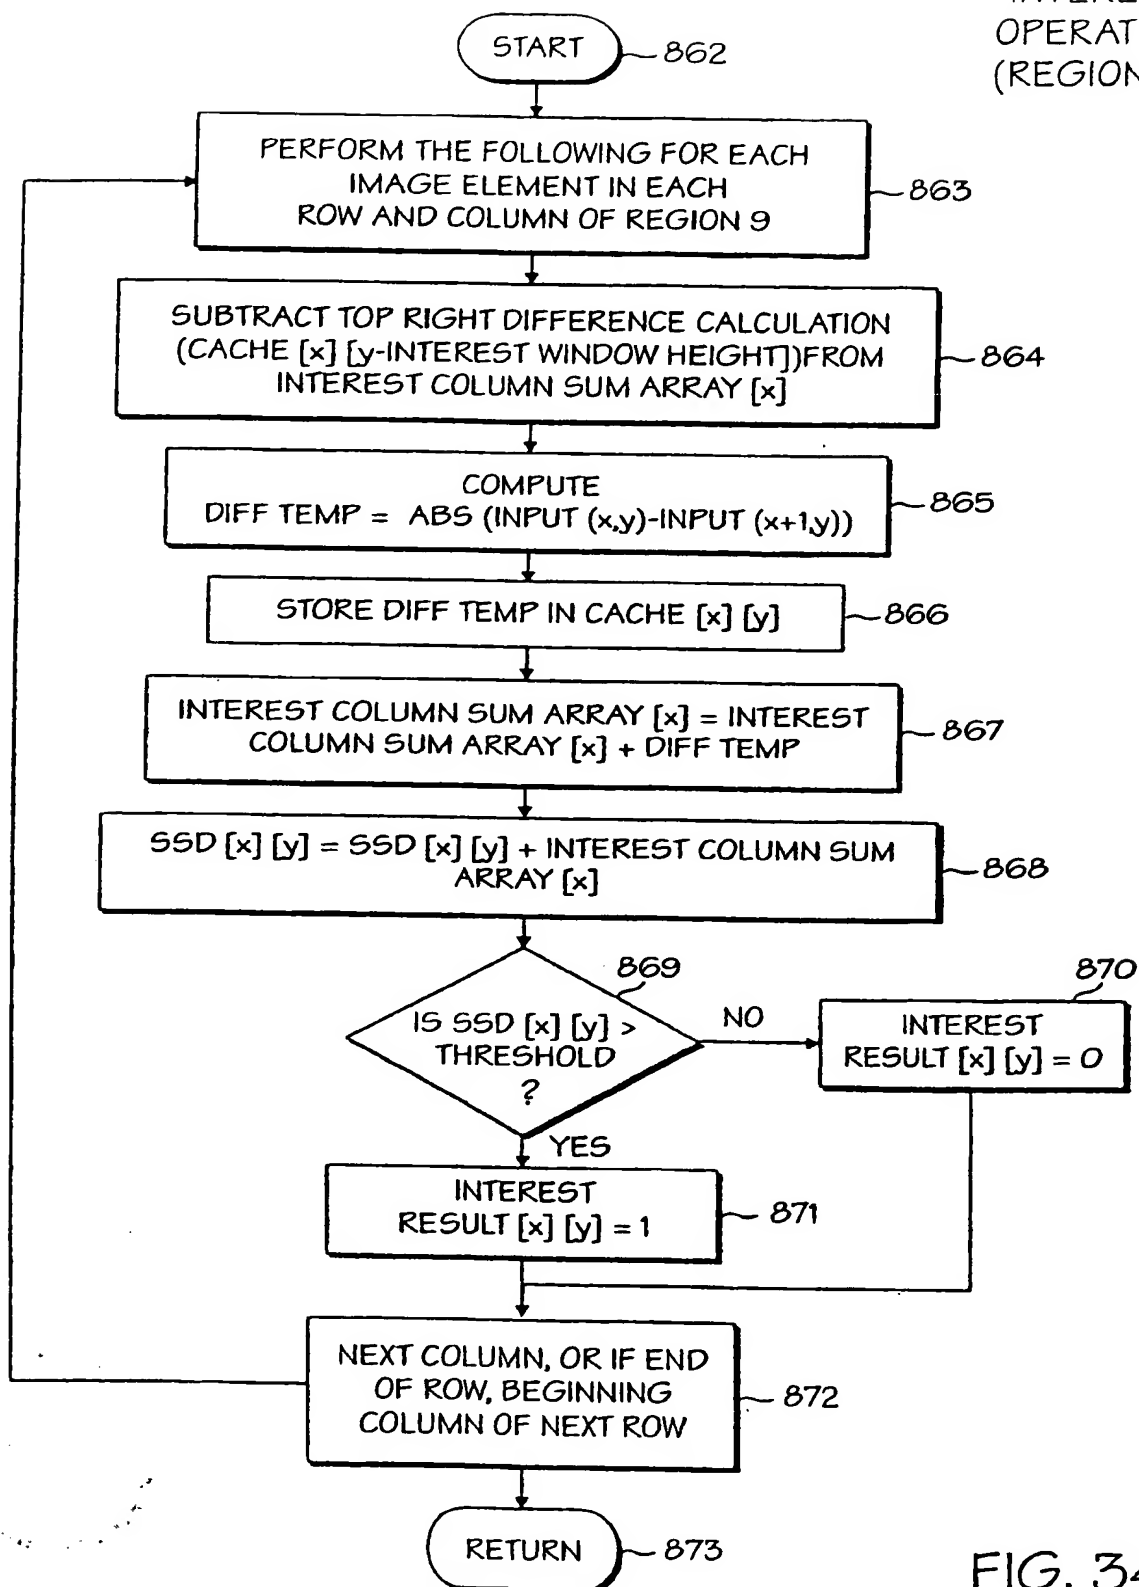 OPERAT
(REGION
START
862
PERFORM THE FOLLOWING FOR EACH
IMAGE ELEMENT IN EACH
ROW AND COLUMN OF REGION 9
863
SUBTRACT TOP RIGHT DIFFERENCE CALCULATION
(CACHE [x] [y-INTEREST WINDOW HEIGHT])FROM
INTEREST COLUMN SUM ARRAY [x]
864
COMPUTE
DIFF TEMP = ABS (INPUT (x,y)-INPUT (x+1,y))
865
STORE DIFF TEMP IN CACHE [x] [y]
866
INTEREST COLUMN SUM ARRAY [x] = INTEREST
COLUMN SUM ARRAY [x] + DIFF TEMP
867
SSD [x] [y] = SSD [x] [y] + INTEREST COLUMN SUM
ARRAY [x]
868
869
IS SSD [x] [y] >
THRESHOLD
?
NO
870
INTEREST
RESULT [x] [y] = 0
YES
INTEREST
RESULT [x] [y] = 1
871
NEXT COLUMN, OR IF END
OF ROW, BEGINNING
COLUMN OF NEXT ROW
872
RETURN
873
FIG. 34